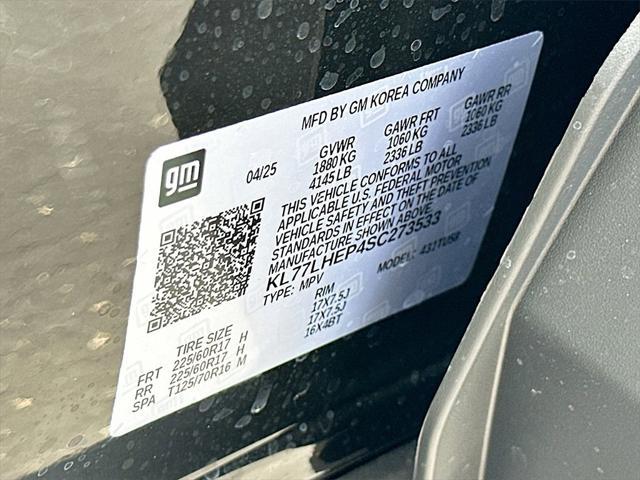 MFD BY GM KOREA COMPANY
gm
04/25
GVWR GAWR FRT GAWR RR
1880 KG 1060 KG 1060 KG
4145 LB 2336 LB 2336 LB
THIS VEHICLE CONFORMS TO ALL
APPLICABLE U.S. FEDERAL MOTOR
VEHICLE SAFETY AND THEFT PREVENTION
STANDARDS IN EFFECT ON THE DATE OF
MANUFACTURE SHOWN ABOVE.
KL77LHEP4SC273533
TYPE: MPV MODEL: 431TUS8
TIRE SIZE RIM
FRT 225/60R17 H 17X7.5J
RR 225/60R17 H 17X7.5J
SPA T125/70R16 M 16X4BT